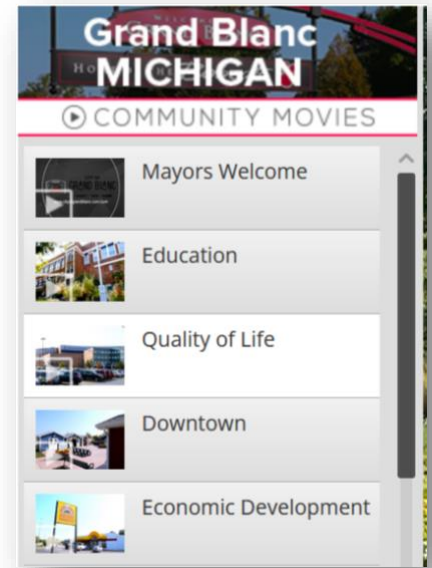 Grand Blanc
MICHIGAN
COMMUNITY MOVIES
Mayors Welcome
Education
Quality of Life
Downtown
Economic Development